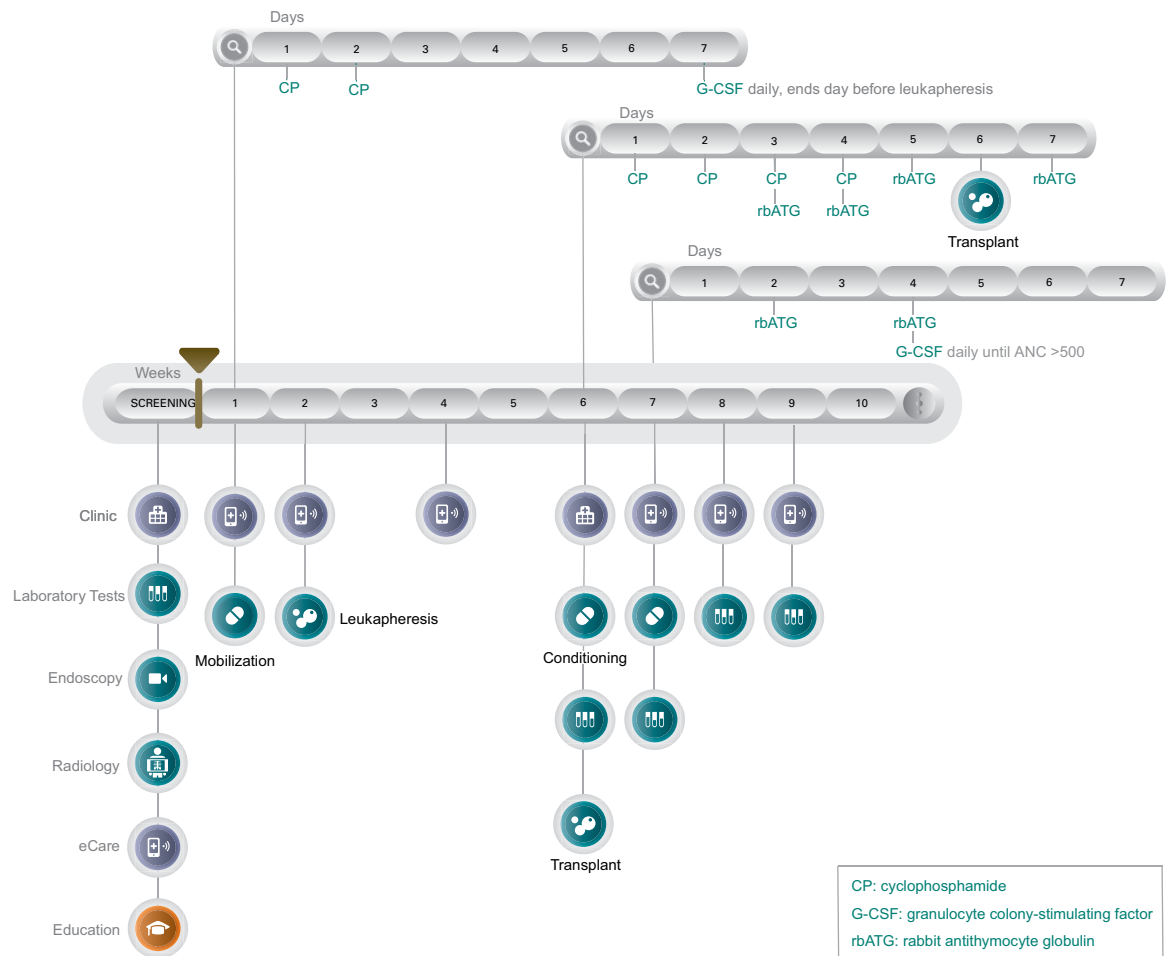 Days
1 2 3 4 5 6 7
CP CP G-CSF daily, ends day before leukapheresis
Days
1 2 3 4 5 6 7
CP CP CP CP rbATG rbATG
rbATG rbATG
Transplant
Days
1 2 3 4 5 6 7
rbATG rbATG
G-CSF daily until ANC >500
Weeks
SCREENING 1 2 3 4 5 6 7 8 9 10
Clinic
Laboratory Tests
Leukapheresis
Mobilization Conditioning
Endoscopy
Radiology
eCare
Transplant
Education
CP: cyclophosphamide
G-CSF: granulocyte colony-stimulating factor
rbATG: rabbit antithymocyte globulin